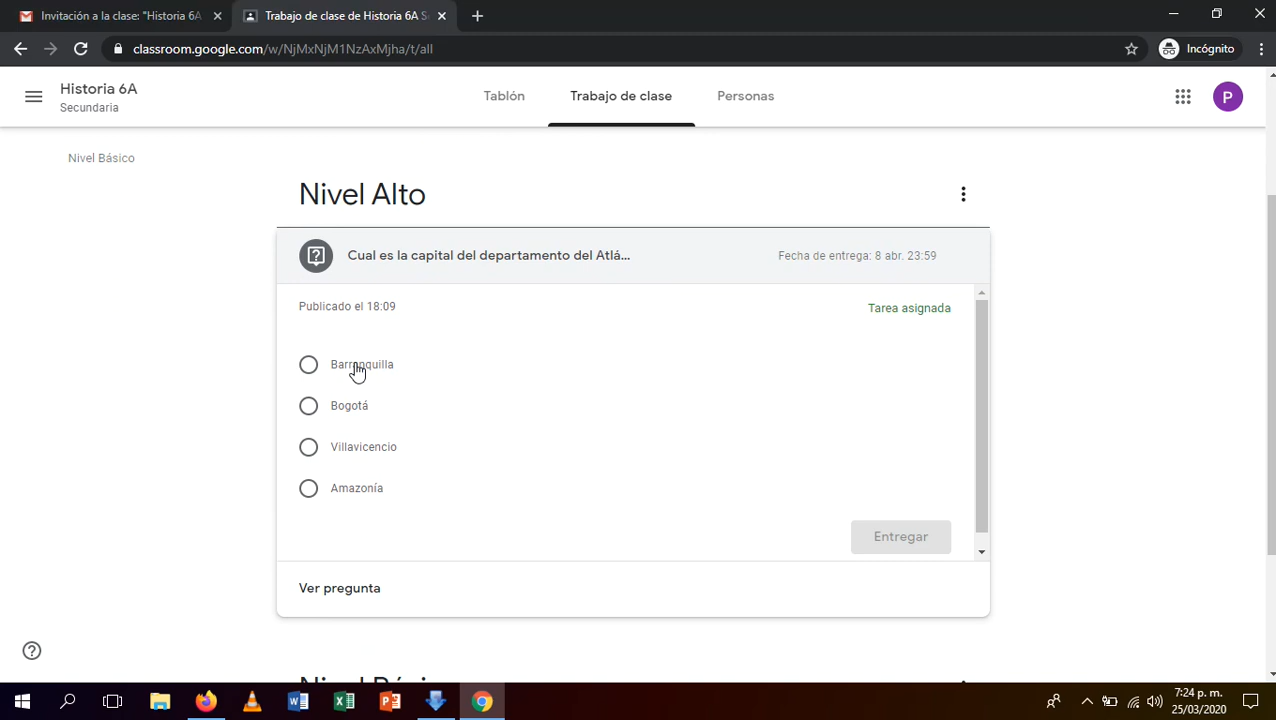 Invitación a la clase: "Historia 6A
Trabajo de clase de Historia 6A S
classroom.google.com/w/NjMxNjM1NzAxMjha/t/all
Incógnito
Historia 6A
Secundaria
Tablón
Trabajo de clase
Personas
P
Nivel Básico
Nivel Alto
Cual es la capital del departamento del Atlá...
Fecha de entrega: 8 abr. 23:59
Publicado el 18:09
Tarea asignada
Barranquilla
Bogotá
Villavicencio
Amazonía
Entregar
Ver pregunta
Nivel Básico
7:24 p. m.
25/03/2020